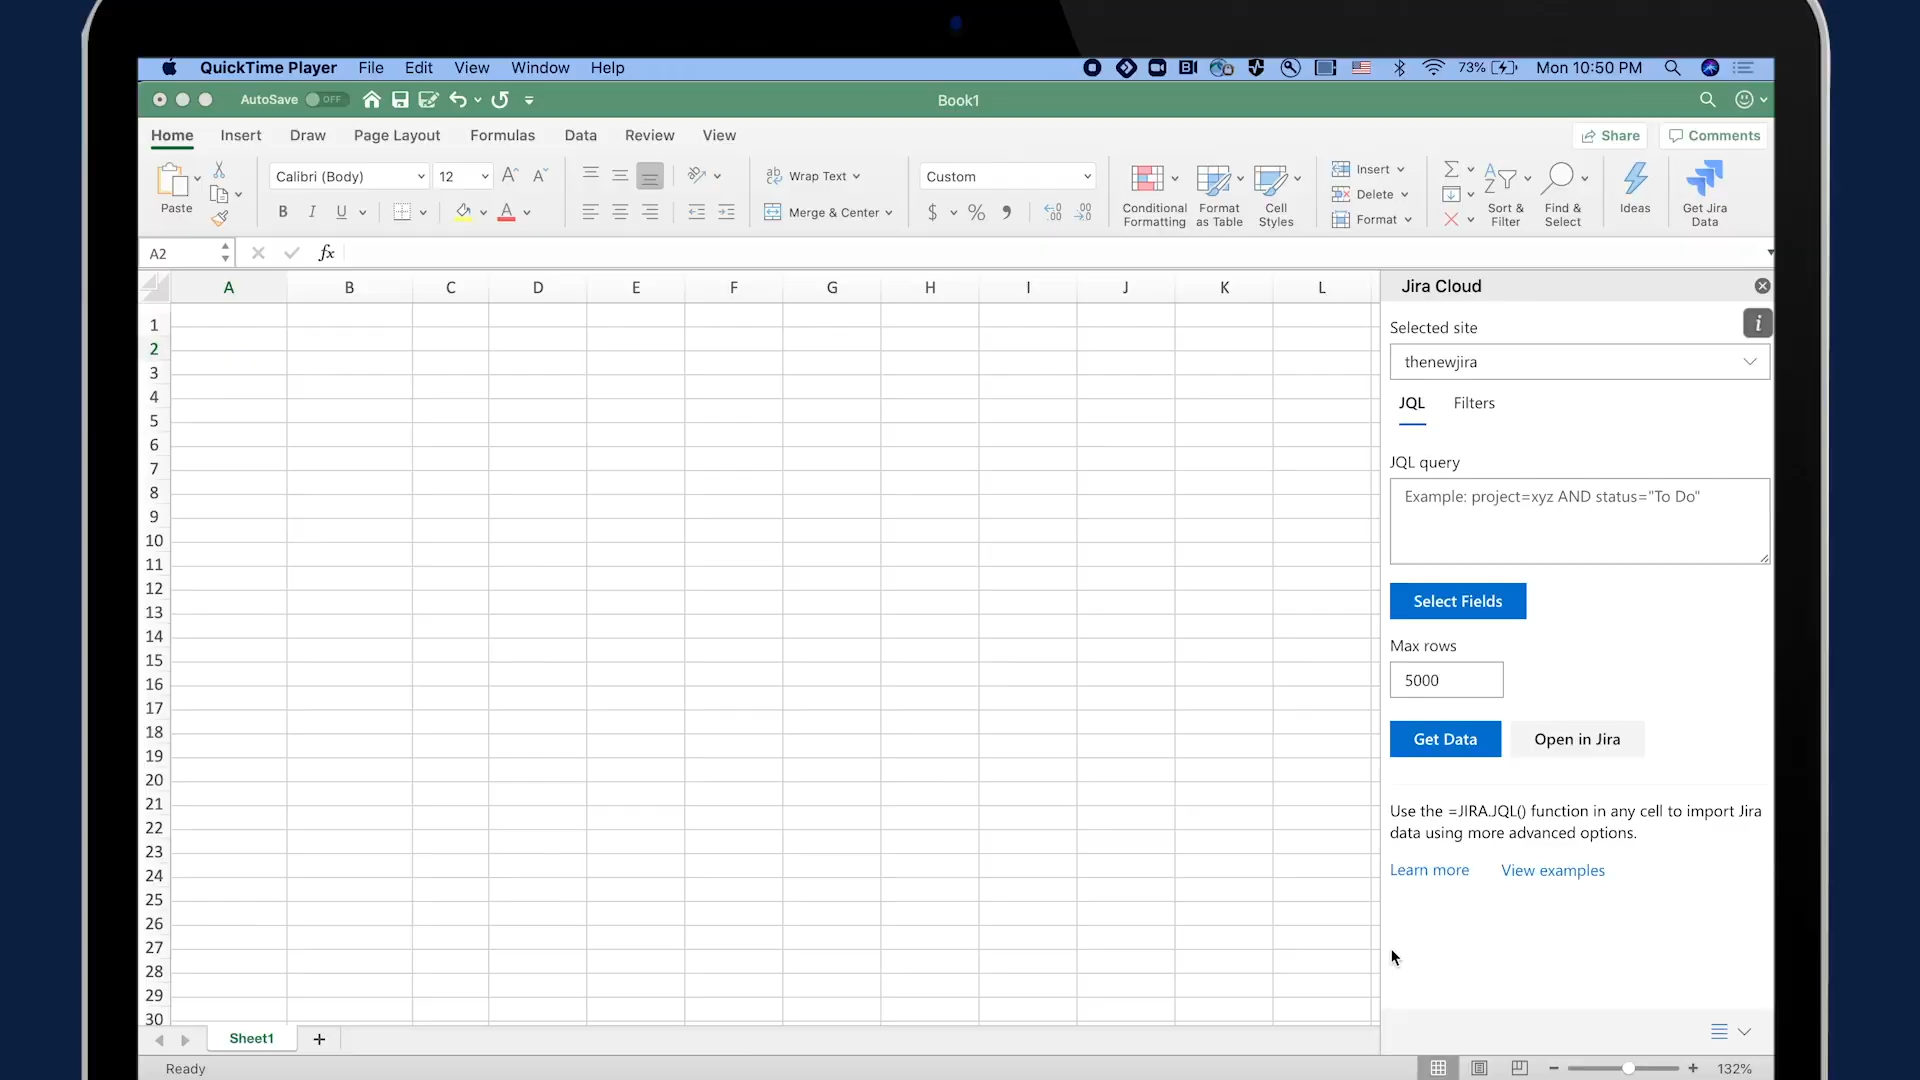 QuickTime Player File Edit View Window Help 73% Mon 10:50 PM
AutoSave OFF Book1
Home Insert Draw Page Layout Formulas Data Review View Share Comments
Paste Calibri (Body) 12 B I U A Wrap Text Merge & Center Custom $ % Conditional Formatting Format as Table Cell Styles Insert Delete Format Sort & Filter Find & Select Ideas Get Jira Data
A2 fx
A B C D E F G H I J K L
1
2
3
4
5
6
7
8
9
10
11
12
13
14
15
16
17
18
19
20
21
22
23
24
25
26
27
28
29
30
Jira Cloud
Selected site
thenewjira
JQL Filters
JQL query
Example: project=xyz AND status="To Do"
Select Fields
Max rows
5000
Get Data Open in Jira
Use the =JIRA.JQL() function in any cell to import Jira
data using more advanced options.
Learn more View examples
Sheet1 +
Ready 132%